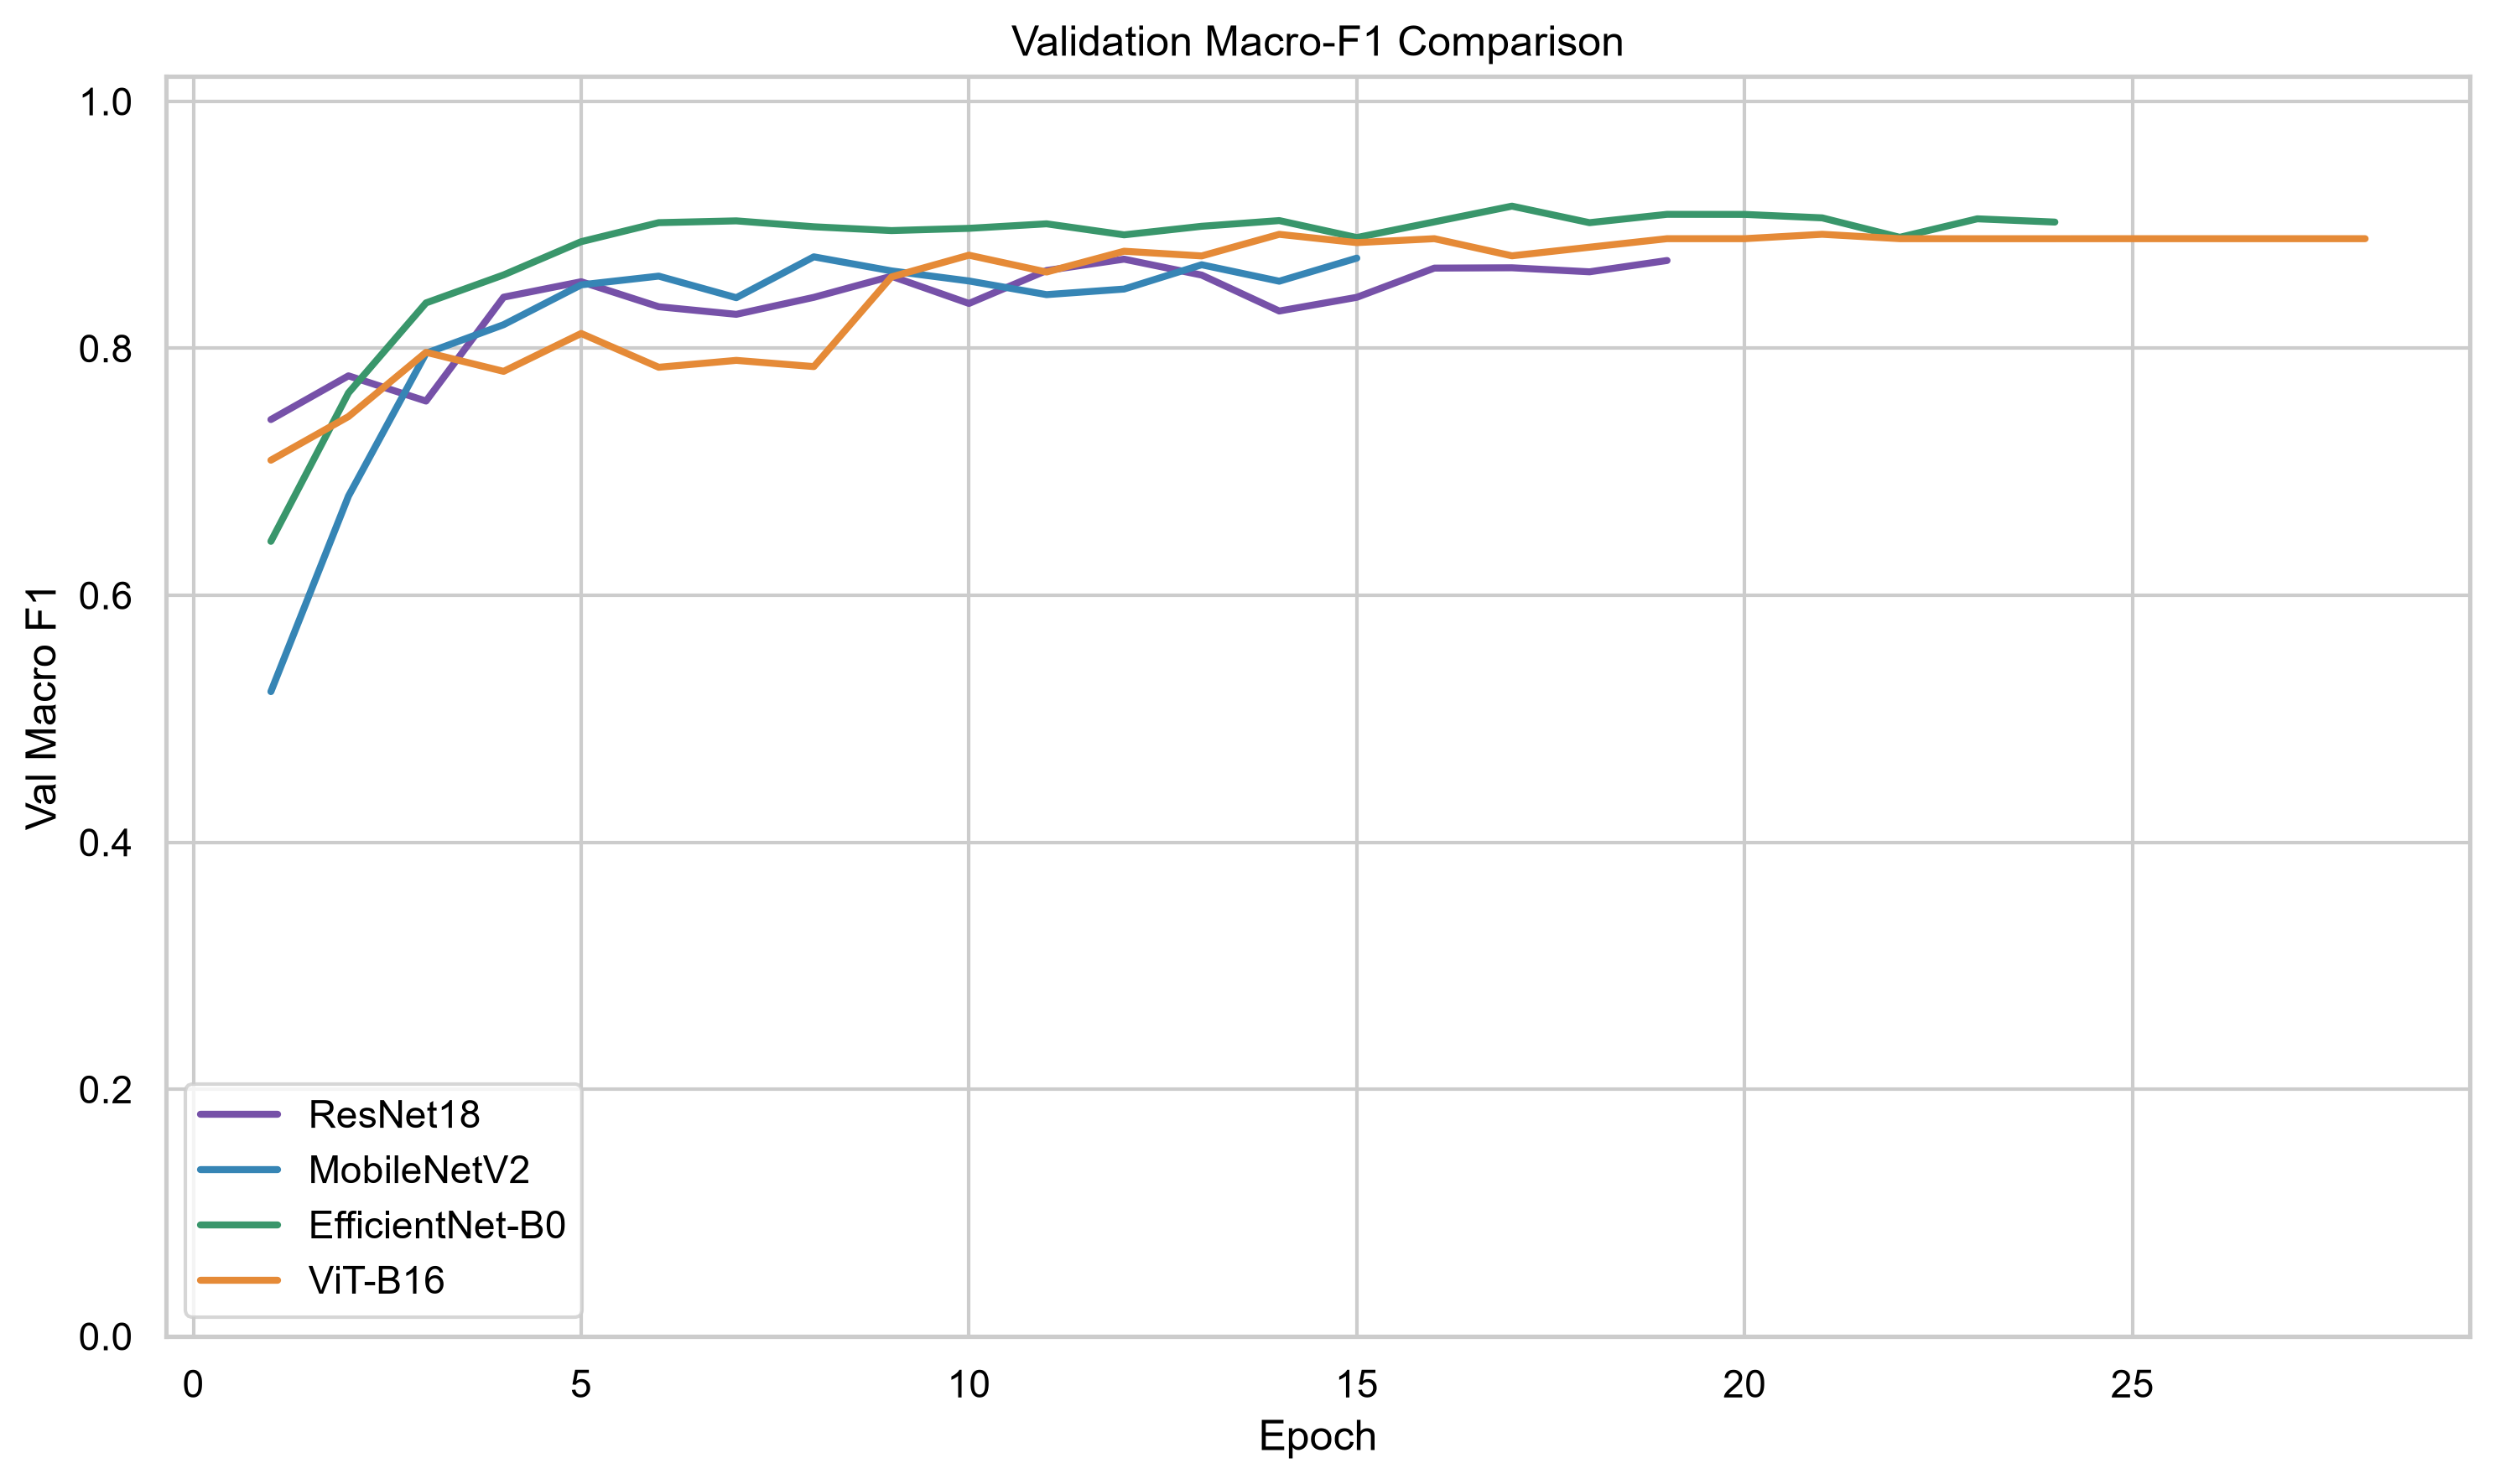 Validation Macro-F1 Comparison
1.0
0.8
0.6
0.4
0.2
0.0
Val Macro F1
ResNet18
MobileNetV2
EfficientNet-B0
ViT-B16
0 5 10 15 20 25
Epoch